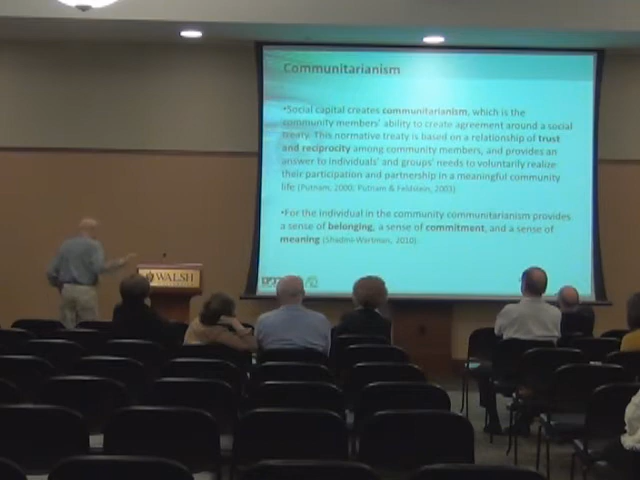 Communitarianism
•Social capital creates communitarianism, which is the
community members' ability to create agreement around a social
treaty. This normative treaty is based on a relationship of trust
and reciprocity among community members, and provides an
answer to individuals' and groups' needs to voluntarily realize
their participation and partnership in a meaningful community
life (Putnam, 2000; Putnam & Feldstein, 2003).
•For the individual in the community communitarianism provides
a sense of belonging, a sense of commitment, and a sense of
meaning (Shadmi-Wortman, 2010).
WALSH